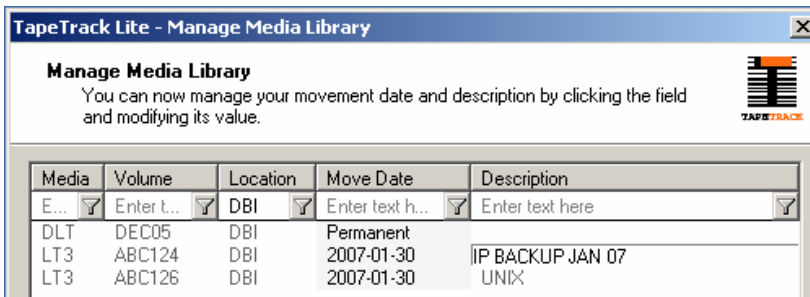 TapeTrack Lite - Manage Media Library
Manage Media Library
You can now manage your movement date and description by clicking the field
and modifying its value.
TAPETRACK
Media Volume Location Move Date Description
E... Enter t... DBI Enter text h... Enter text here
DLT DEC05 DBI Permanent
LT3 ABC124 DBI 2007-01-30 IP BACKUP JAN 07
LT3 ABC126 DBI 2007-01-30 UNIX